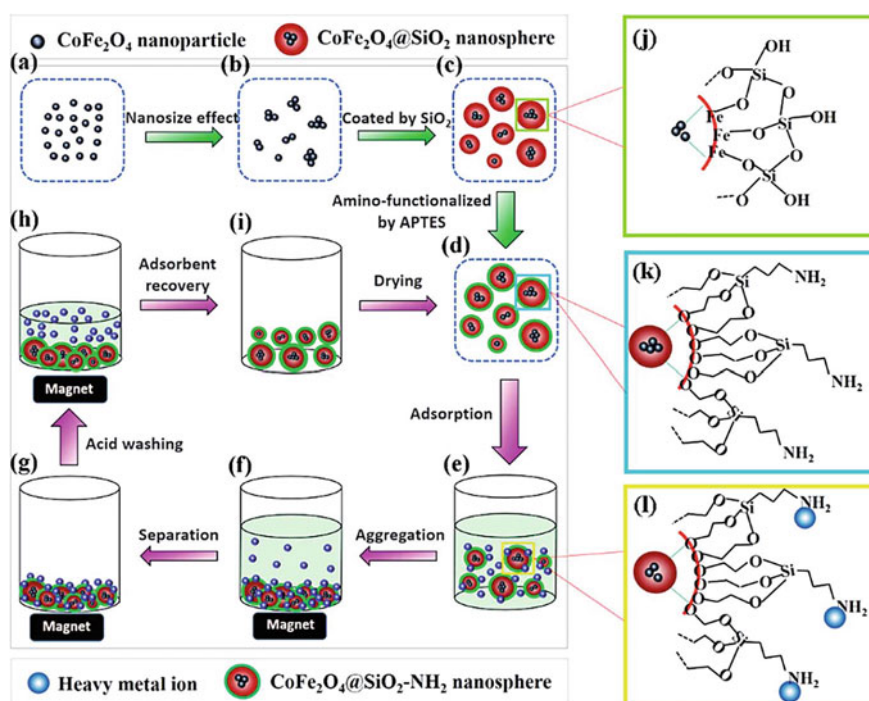 CoFe2O4 nanoparticle
CoFe2O4@SiO2 nanosphere
(a)
(b)
(c)
Nanosize effect
Coated by SiO2
(j)
OH
Si
O
O
Fe
Si
OH
O
Fe
O
Fe
O
Si
O
OH
Amino-functionalized
by APTES
(h)
(i)
(d)
Adsorbent
recovery
Drying
Magnet
(k)
NH2
Si
O
O
O
O
O
O
O
O
O
O
O
Si
NH2
O
O
O
Si
O
O
NH2
Acid washing
Adsorption
(g)
(f)
(e)
Separation
Aggregation
Magnet
Magnet
(l)
NH2
Si
O
O
O
O
O
O
O
O
O
O
O
Si
NH2
O
O
O
Si
O
O
NH2
Heavy metal ion
CoFe2O4@SiO2-NH2 nanosphere